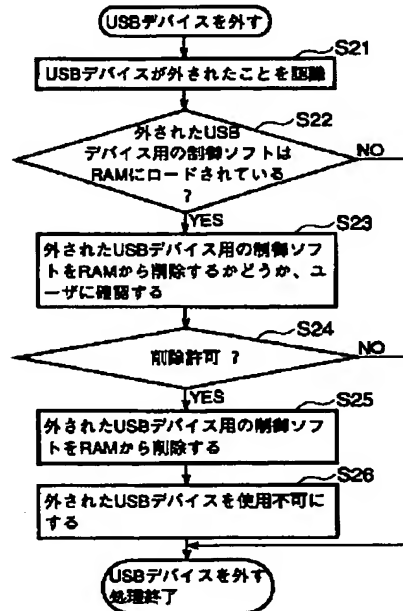 USBデバイスを外す
S21
USBデバイスが外されたことを認識
S22
外されたUSB
デバイス用の制御ソフトは
RAMにロードされている
?
NO
YES
S23
外されたUSBデバイス用の制御ソフ
トをRAMから削除するかどうか、ユ
ーザに確認する
S24
削除許可 ?
NO
YES
S25
外されたUSBデバイス用の制御ソフ
トをRAMから削除する
S26
外されたUSBデバイスを使用不可に
する
USBデバイスを外す
処理終了